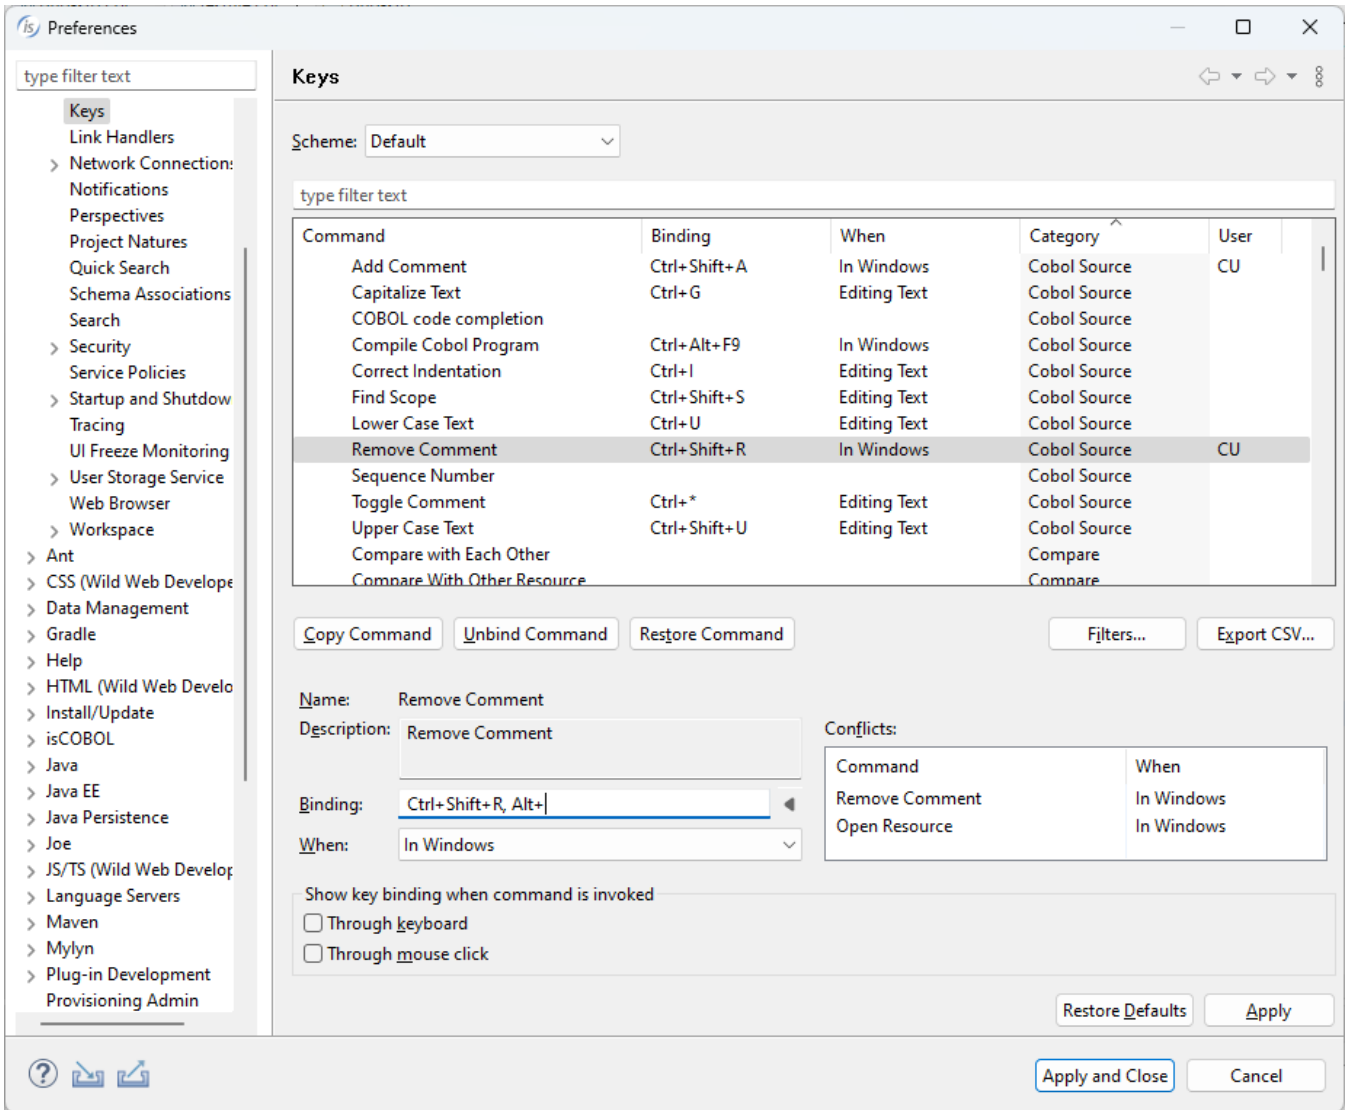 is Preferences
type filter text
Keys
Link Handlers
Network Connections
Notifications
Perspectives
Project Natures
Quick Search
Schema Associations
Search
Security
Service Policies
Startup and Shutdow
Tracing
UI Freeze Monitoring
User Storage Service
Web Browser
Workspace
Ant
CSS (Wild Web Develope
Data Management
Gradle
Help
HTML (Wild Web Develo
Install/Update
isCOBOL
Java
Java EE
Java Persistence
Joe
JS/TS (Wild Web Develop
Language Servers
Maven
Mylyn
Plug-in Development
Provisioning Admin
Keys
Scheme: Default
type filter text
Command Binding When Category User
Add Comment Ctrl+Shift+A In Windows Cobol Source CU
Capitalize Text Ctrl+G Editing Text Cobol Source
COBOL code completion Cobol Source
Compile Cobol Program Ctrl+Alt+F9 In Windows Cobol Source
Correct Indentation Ctrl+I Editing Text Cobol Source
Find Scope Ctrl+Shift+S Editing Text Cobol Source
Lower Case Text Ctrl+U Editing Text Cobol Source
Remove Comment Ctrl+Shift+R In Windows Cobol Source CU
Sequence Number Cobol Source
Toggle Comment Ctrl+* Editing Text Cobol Source
Upper Case Text Ctrl+Shift+U Editing Text Cobol Source
Compare with Each Other Compare
Compare With Other Resource Compare
Copy Command Unbind Command Restore Command Filters... Export CSV...
Name: Remove Comment
Description: Remove Comment
Binding: Ctrl+Shift+R, Alt+
When: In Windows
Conflicts:
Command When
Remove Comment In Windows
Open Resource In Windows
Show key binding when command is invoked
Through keyboard
Through mouse click
Restore Defaults Apply
? Apply and Close Cancel